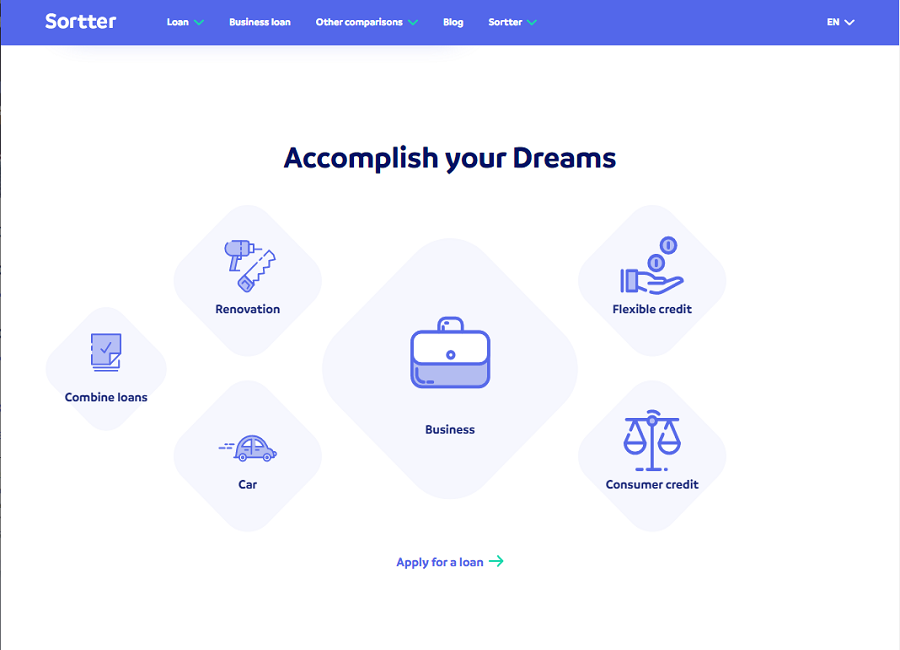 Sortter
Loan
Business loan
Other comparisons
Blog
Sortter
EN
Accomplish your Dreams
Renovation
Flexible credit
Combine loans
Business
Car
Consumer credit
Apply for a loan